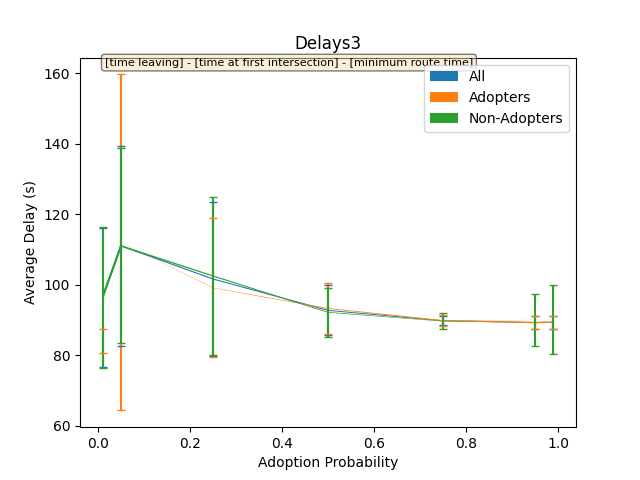 Delays3
[time leaving] - [time at first intersection] - [minimum route time]
All
Adopters
Non-Adopters
Average Delay (s)
160
140
120
100
80
60
0.0 0.2 0.4 0.6 0.8 1.0
Adoption Probability